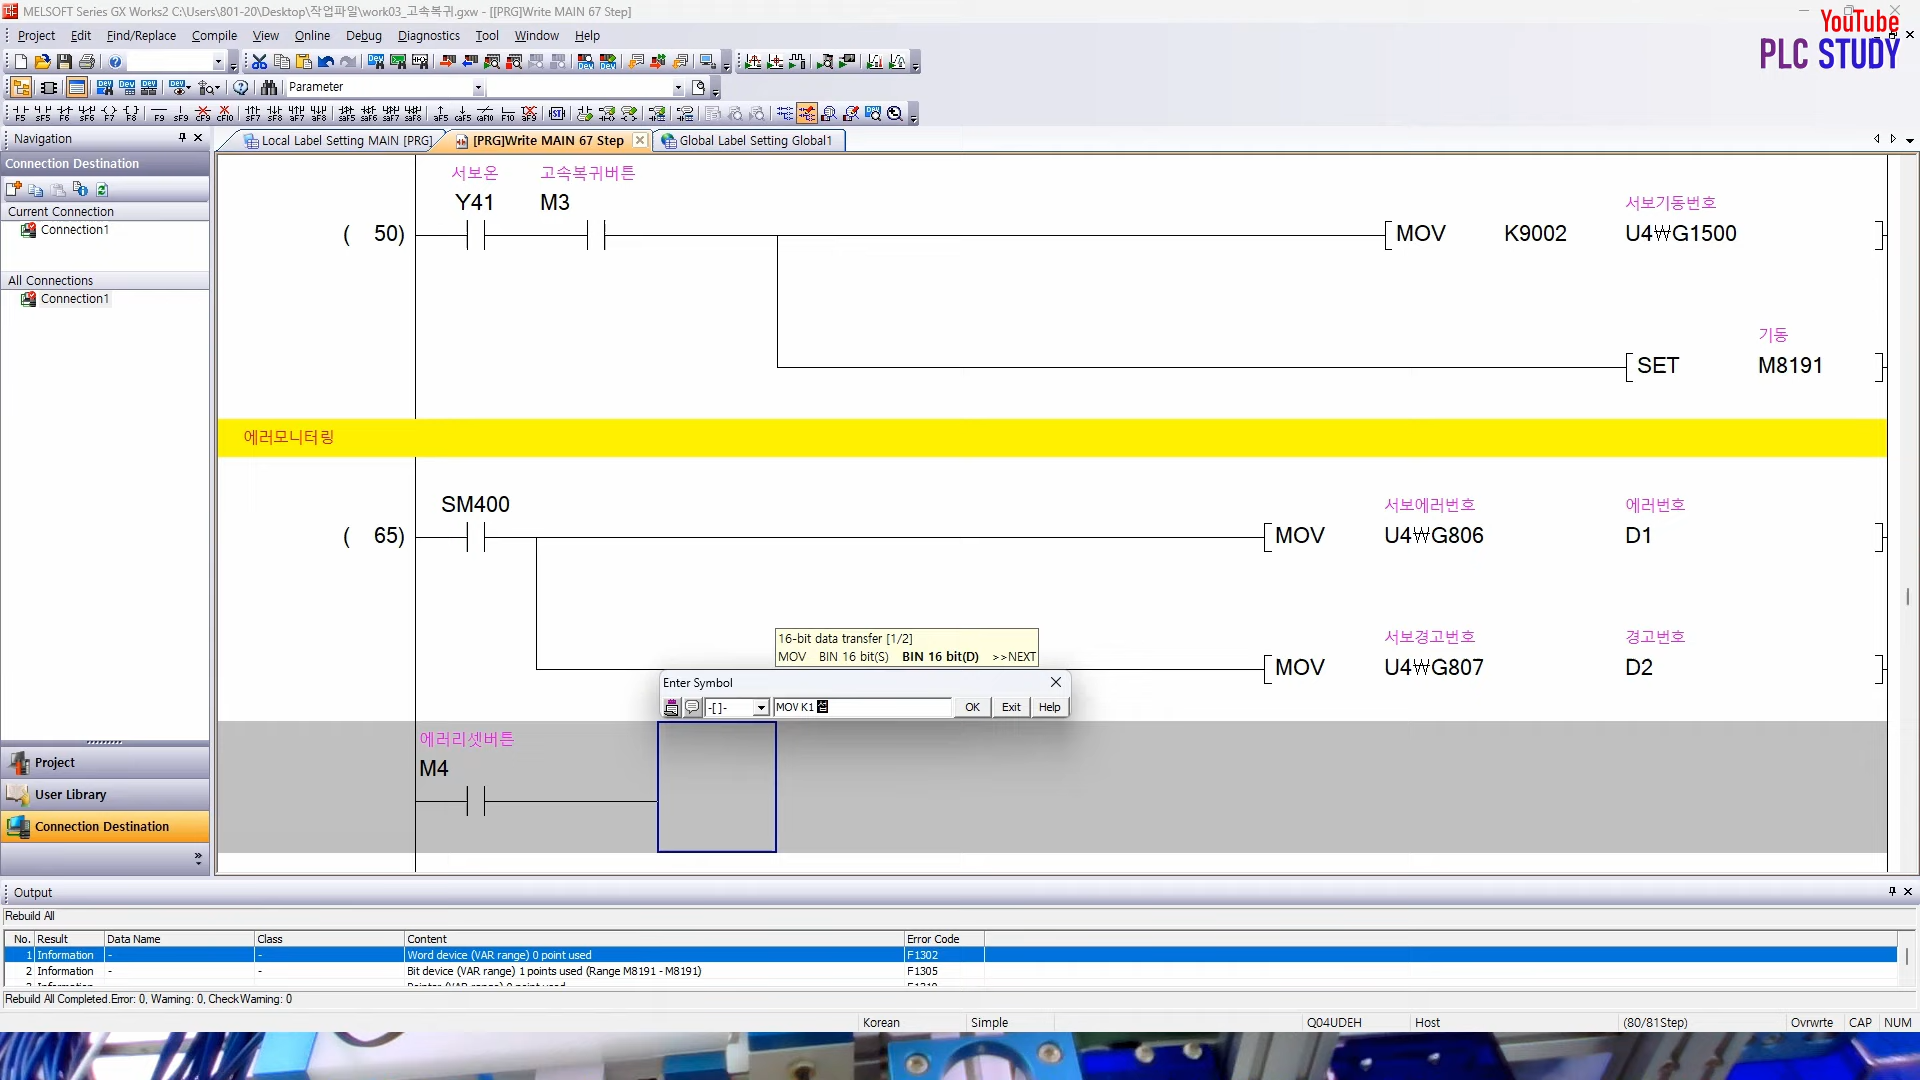 MELSOFT Series GX Works2 C:\Users\801-20\Desktop\작업파일\work03_고속복귀.gxw - [[PRG]Write MAIN 67 Step]
YouTube
PLC STUDY
Project Edit Find/Replace Compile View Online Debug Diagnostics Tool Window Help
Parameter
Navigation
Local Label Setting MAIN [PRG]
[PRG]Write MAIN 67 Step
Global Label Setting Global1
Connection Destination
Current Connection
Connection1
All Connections
Connection1
Project
User Library
Connection Destination
서보온 고속복귀버튼
Y41 M3
서보기동번호
( 50)
MOV K9002 U4₩G1500
기동
SET M8191
에러모니터링
SM400
서보에러번호 에러번호
( 65)
MOV U4₩G806 D1
서보경고번호 경고번호
MOV U4₩G807 D2
16-bit data transfer [1/2]
MOV BIN 16 bit(S) BIN 16 bit(D) >>NEXT
Enter Symbol
-[ ]- MOV K1 OK Exit Help
에러리셋버튼
M4
Output
Rebuild All
No. Result Data Name Class Content Error Code
1 Information - - Word device (VAR range) 0 point used F1302
2 Information - - Bit device (VAR range) 1 points used (Range M8191 - M8191) F1305
Rebuild All Completed.Error: 0, Warning: 0, CheckWarning: 0
Korean Simple Q04UDEH Host (80/81Step) Ovrwrte CAP NUM